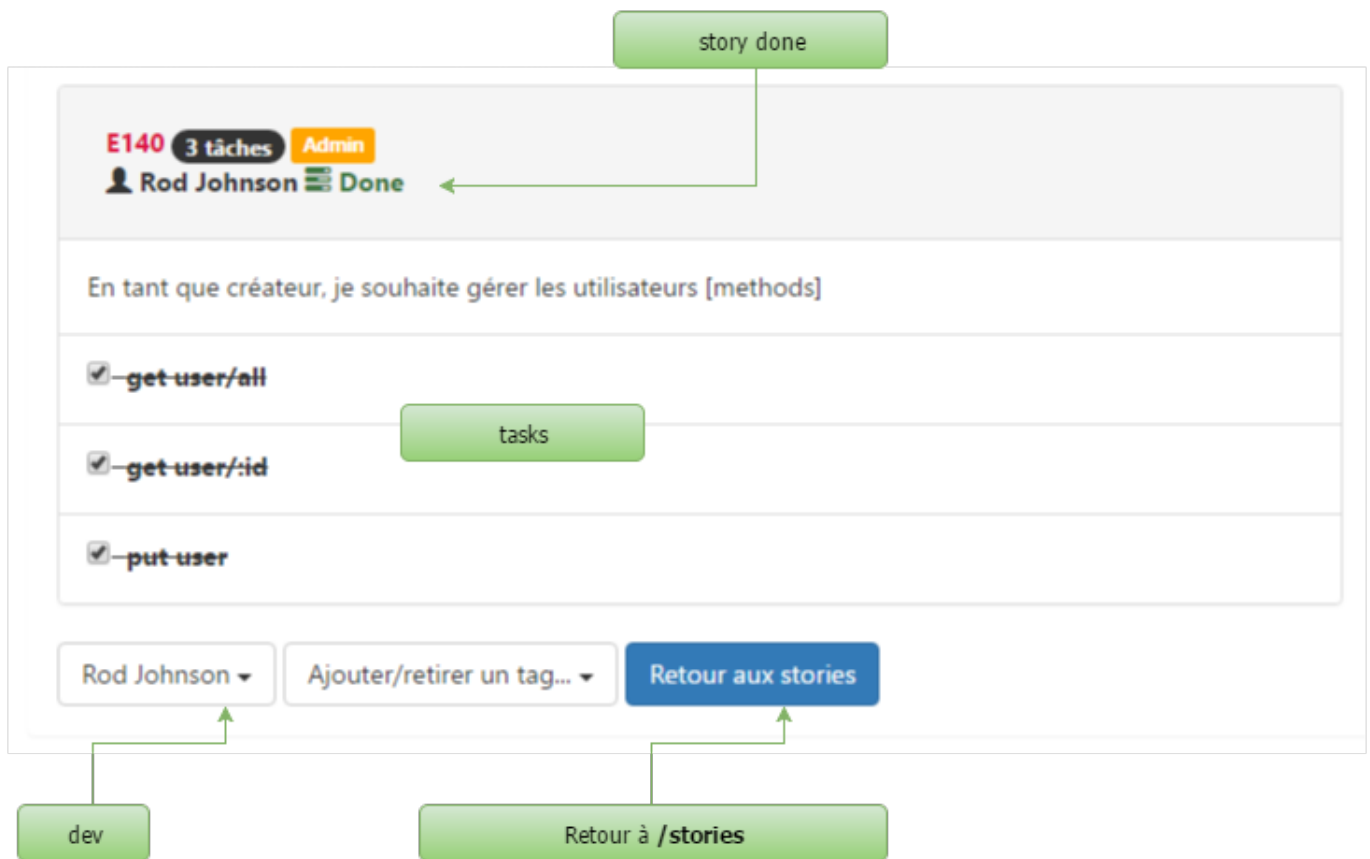 story done
E140 3 tâches Admin
Rod Johnson Done
En tant que créateur, je souhaite gérer les utilisateurs [methods]
get user/all
tasks
get user/:id
put user
Rod Johnson Ajouter/retirer un tag... Retour aux stories
dev Retour à /stories